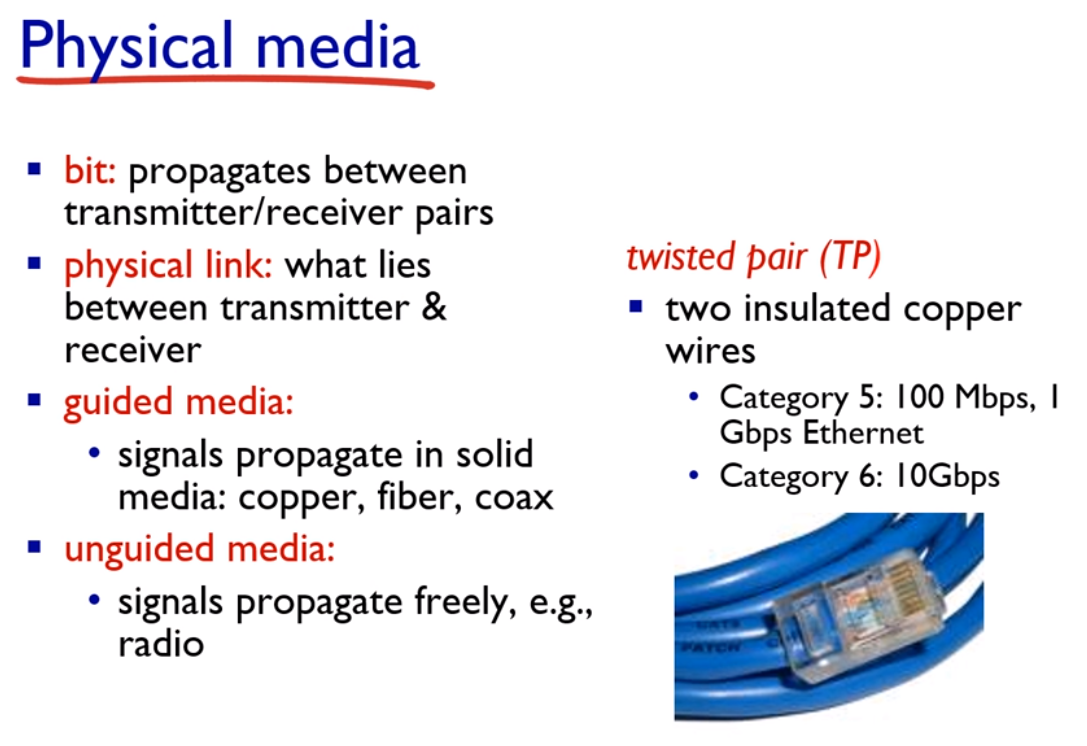 Physical media
bit: propagates between
transmitter/receiver pairs
physical link: what lies
between transmitter &
receiver
guided media:
signals propagate in solid
media: copper, fiber, coax
unguided media:
signals propagate freely, e.g.,
radio
twisted pair (TP)
two insulated copper
wires
Category 5: 100 Mbps, 1
Gbps Ethernet
Category 6: 10Gbps
PATCH